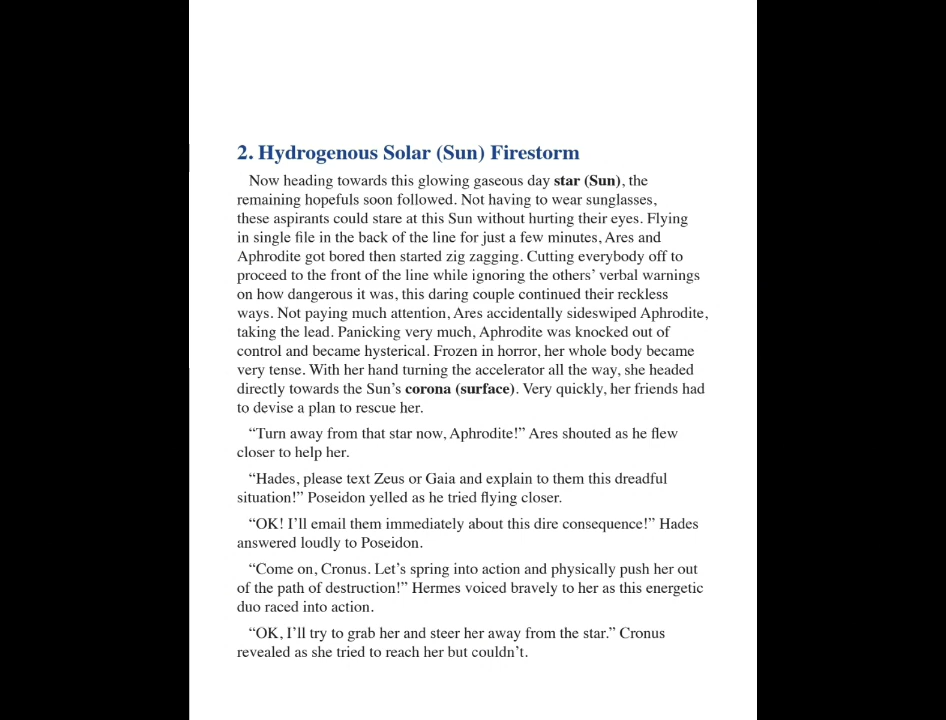 2. Hydrogenous Solar (Sun) Firestorm
Now heading towards this glowing gaseous day star (Sun), the
remaining hopefuls soon followed. Not having to wear sunglasses,
these aspirants could stare at this Sun without hurting their eyes. Flying
in single file in the back of the line for just a few minutes, Ares and
Aphrodite got bored then started zig zagging. Cutting everybody off to
proceed to the front of the line while ignoring the others’ verbal warnings
on how dangerous it was, this daring couple continued their reckless
ways. Not paying much attention, Ares accidentally sideswiped Aphrodite,
taking the lead. Panicking very much, Aphrodite was knocked out of
control and became hysterical. Frozen in horror, her whole body became
very tense. With her hand turning the accelerator all the way, she headed
directly towards the Sun’s corona (surface). Very quickly, her friends had
to devise a plan to rescue her.
“Turn away from that star now, Aphrodite!” Ares shouted as he flew
closer to help her.
“Hades, please text Zeus or Gaia and explain to them this dreadful
situation!” Poseidon yelled as he tried flying closer.
“OK! I’ll email them immediately about this dire consequence!” Hades
answered loudly to Poseidon.
“Come on, Cronus. Let’s spring into action and physically push her out
of the path of destruction!” Hermes voiced bravely to her as this energetic
duo raced into action.
“OK, I’ll try to grab her and steer her away from the star.” Cronus
revealed as she tried to reach her but couldn’t.